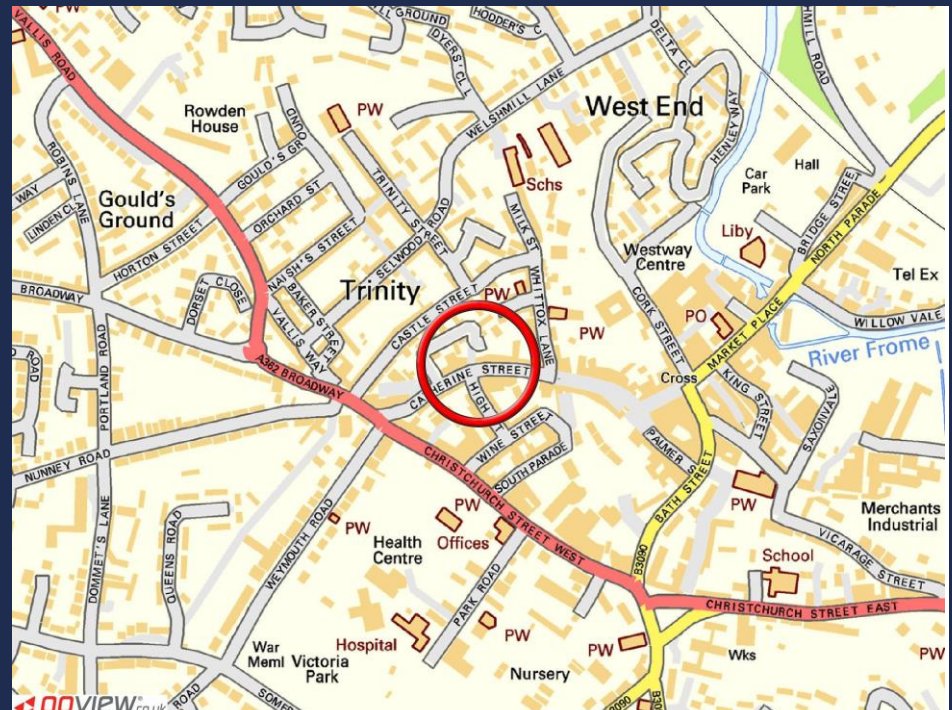 VALLIS ROAD
GROUND
HODDER'S
DYERS' CL
DELTA CL
HMILL ROAD
Rowden
House
PW
WELSHMILL LANE
West End
HENLEY WAY
ROBINS LANE
GOULD'S GR
OUND
Schs
Car
Park
Hall
WAY
LINDEN CL
Gould's
Ground
ORCHARD ST
TRINITY STREET
MILK ST
BRIDGE STREET
NORTH PARADE
HORTON STREET
NAISH'S STREET
SELWOOD ROAD
Westway
Centre
Liby
Tel Ex
BROADWAY
DORSET CLOSE
BAKER STREET
VALLIS WAY
Trinity
CASTLE STREET
PW
WHITTOX LANE
PW
CORK STREET
PO
MARKET PLACE
WILLOW VALE
River Frome
ROAD
PORTLAND ROAD
A362 BROADWAY
CATHERINE STREET
HIGH ST
Cross
KING STREET
SAXONVALE
NUNNEY ROAD
WINE STREET
SOUTH PARADE
PALMER S
BATH STREET
DOMMET'S LANE
QUEENS ROAD
WEYMOUTH ROAD
PW
CHRISTCHURCH STREET WEST
Health
Centre
PW
Offices
PW
Merchants
Industrial
B3090
School
VICARAGE STREET
PARK ROAD
CHRISTCHURCH STREET EAST
War
Meml
Victoria
Park
Hospital
PW
Nursery
PW
Wks
PW
ROAD
SOMER
B30